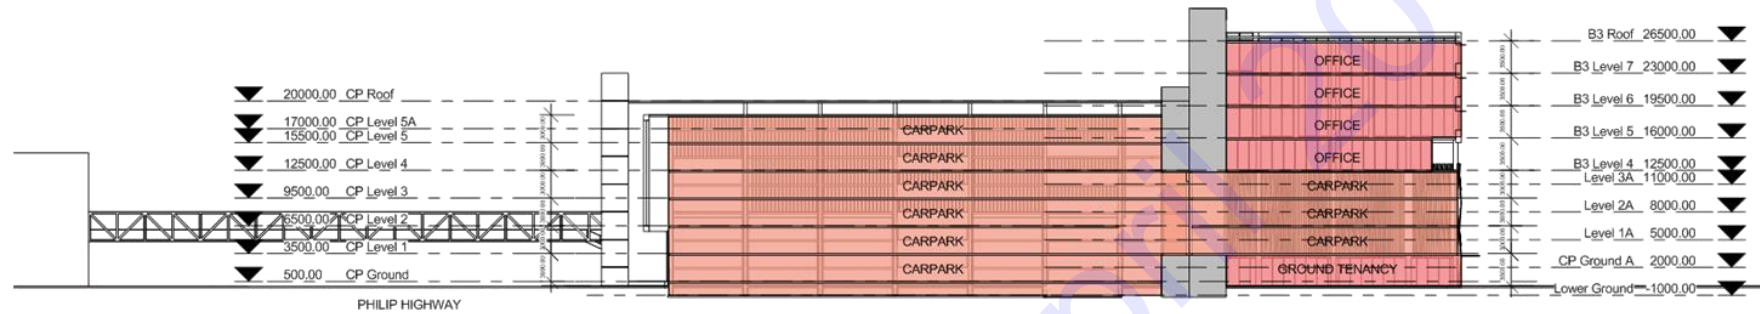 20000.00 CP Roof
17000.00 CP Level 5A
15500.00 CP Level 5
12500.00 CP Level 4
9500.00 CP Level 3
6500.00 CP Level 2
3500.00 CP Level 1
500.00 CP Ground
PHILIP HIGHWAY
CARPARK
CARPARK
CARPARK
CARPARK
CARPARK
CARPARK
OFFICE
OFFICE
OFFICE
OFFICE
CARPARK
CARPARK
CARPARK
GROUND TENANCY
B3 Roof 26500.00
B3 Level 7 23000.00
B3 Level 6 19500.00
B3 Level 5 16000.00
B3 Level 4 12500.00
Level 3A 11000.00
Level 2A 8000.00
Level 1A 5000.00
CP Ground A 2000.00
Lower Ground -1000.00